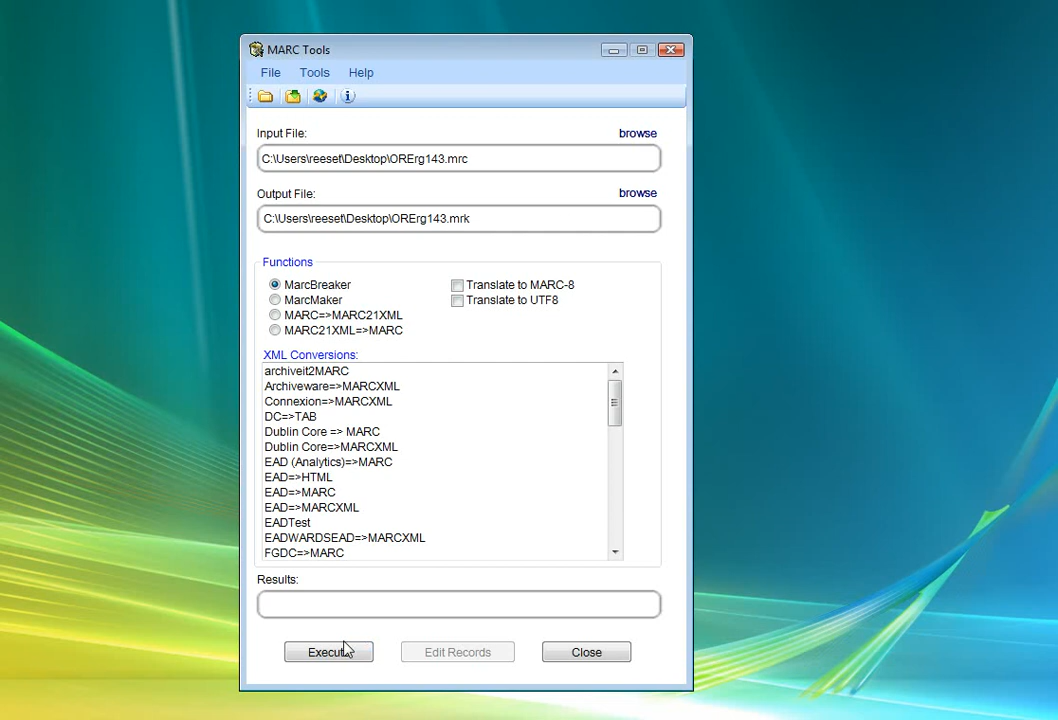 MARC Tools
File Tools Help
Input File: browse
C:\Users\reeset\Desktop\ORErg143.mrc
Output File: browse
C:\Users\reeset\Desktop\ORErg143.mrk
Functions
MarcBreaker Translate to MARC-8
MarcMaker Translate to UTF8
MARC=>MARC21XML
MARC21XML=>MARC
XML Conversions:
archiveit2MARC
Archiveware=>MARCXML
Connexion=>MARCXML
DC=>TAB
Dublin Core => MARC
Dublin Core=>MARCXML
EAD (Analytics)=>MARC
EAD=>HTML
EAD=>MARC
EAD=>MARCXML
EADTest
EADWARDSEAD=>MARCXML
FGDC=>MARC
Results:
Execute Edit Records Close